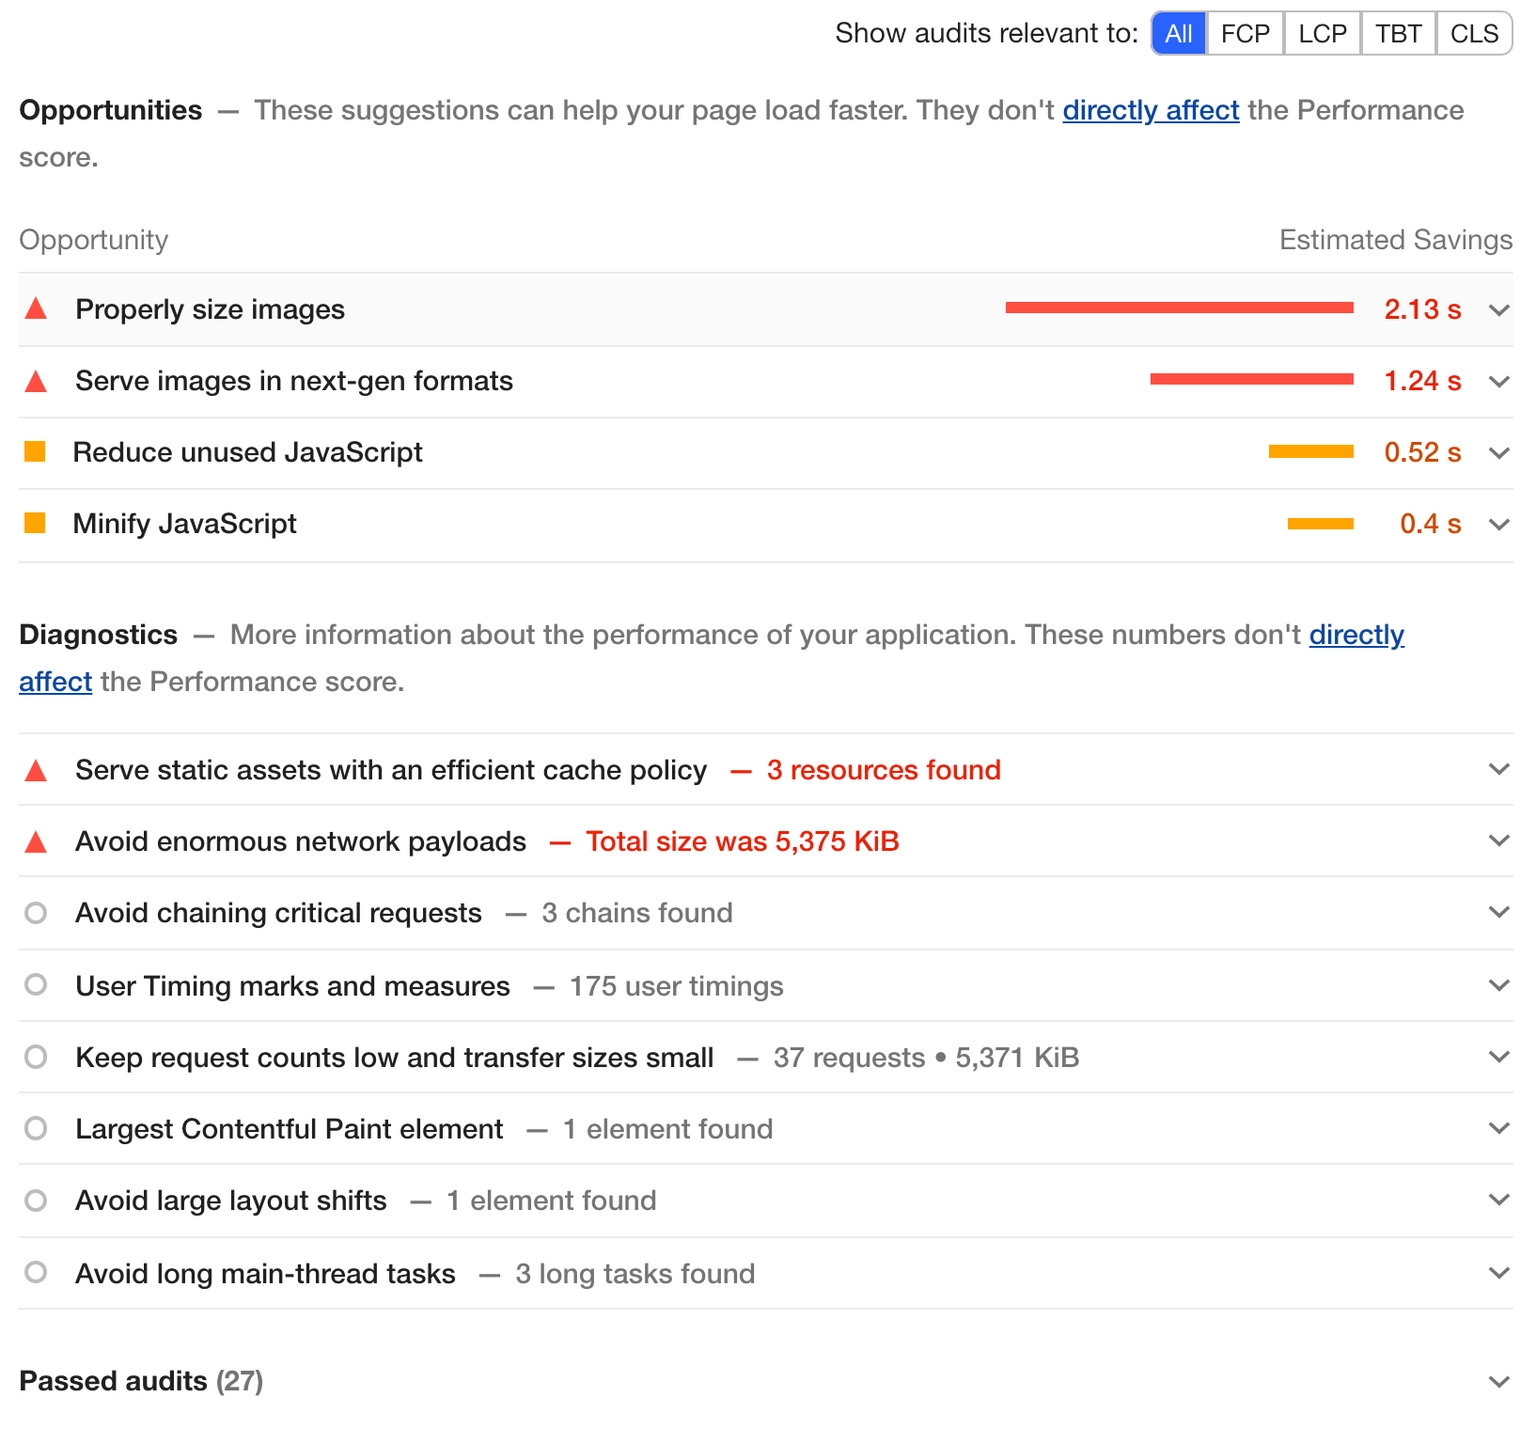 Show audits relevant to: All FCP LCP TBT CLS
Opportunities — These suggestions can help your page load faster. They don't directly affect the Performance
score.
Opportunity Estimated Savings
Properly size images 2.13 s
Serve images in next-gen formats 1.24 s
Reduce unused JavaScript 0.52 s
Minify JavaScript 0.4 s
Diagnostics — More information about the performance of your application. These numbers don't directly
affect the Performance score.
Serve static assets with an efficient cache policy — 3 resources found
Avoid enormous network payloads — Total size was 5,375 KiB
Avoid chaining critical requests — 3 chains found
User Timing marks and measures — 175 user timings
Keep request counts low and transfer sizes small — 37 requests • 5,371 KiB
Largest Contentful Paint element — 1 element found
Avoid large layout shifts — 1 element found
Avoid long main-thread tasks — 3 long tasks found
Passed audits (27)